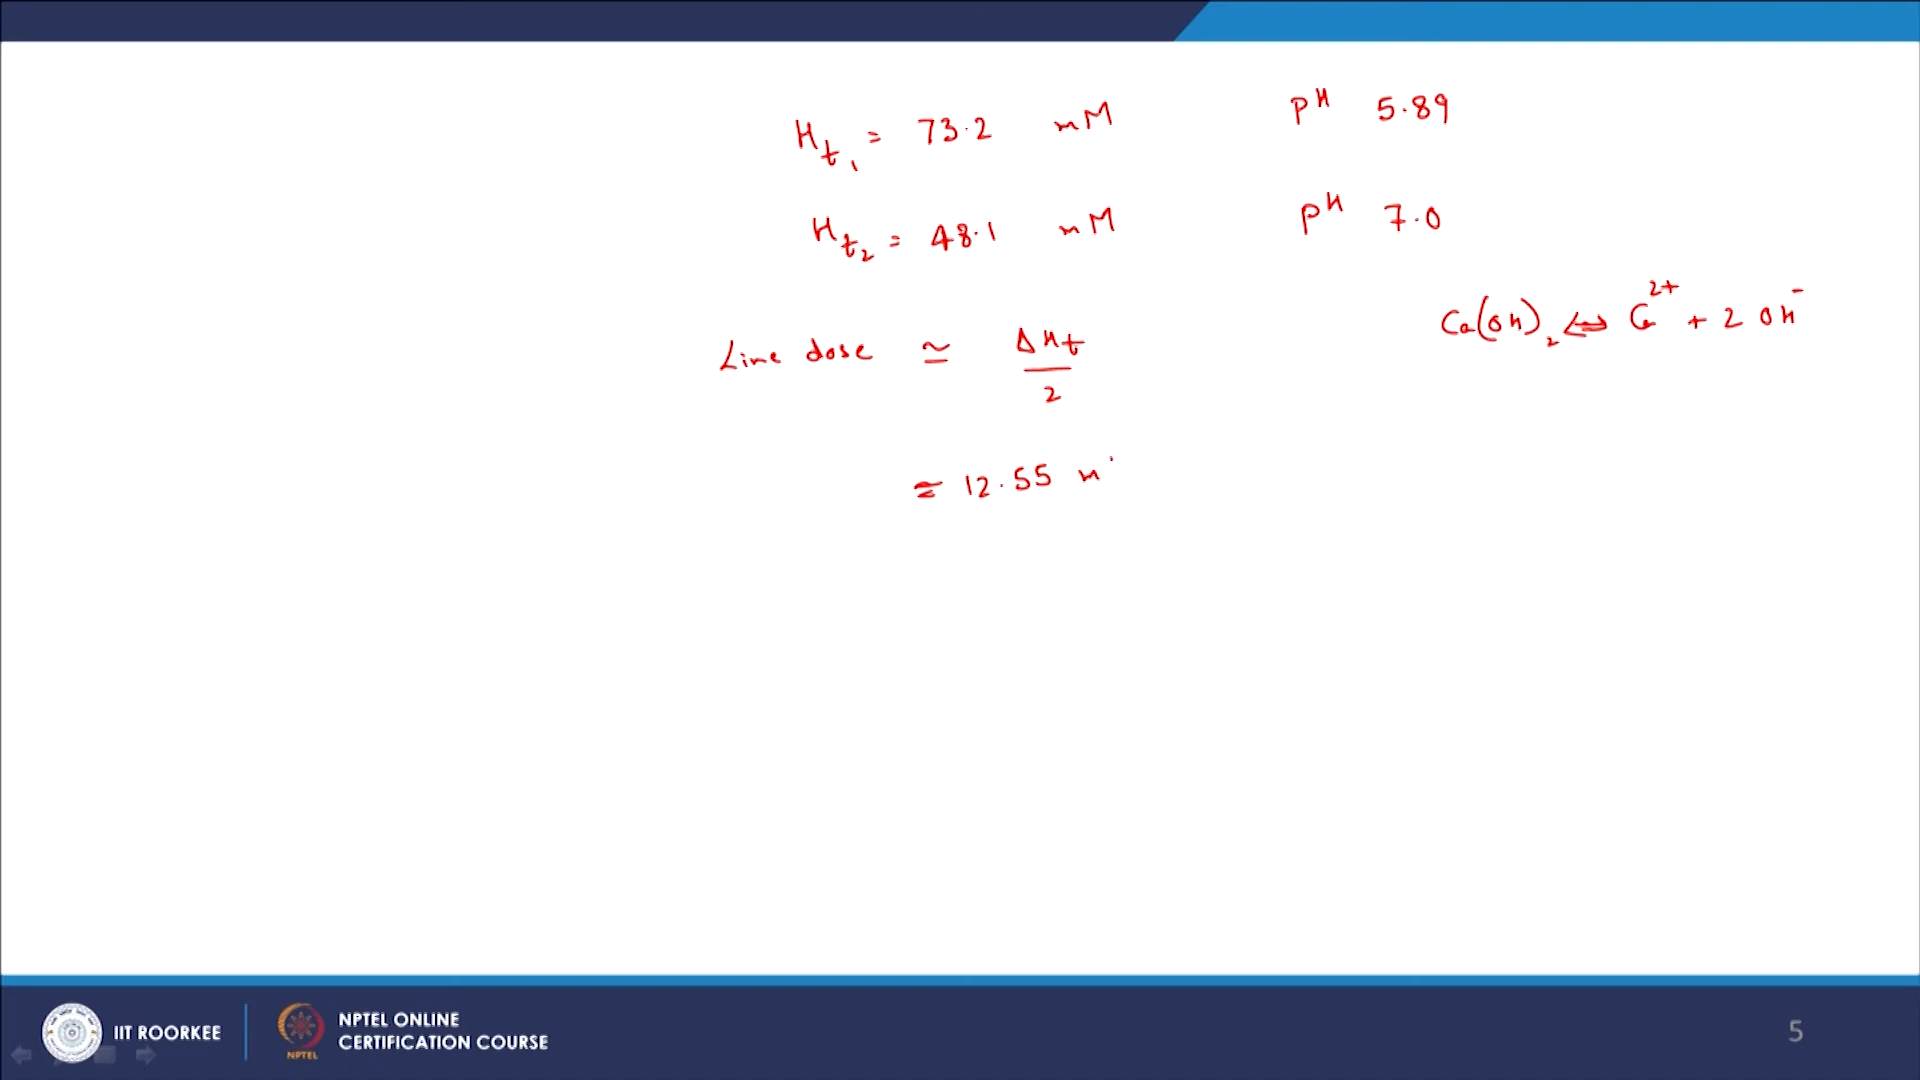 Ht1 = 73.2 mM pH 5.89
Ht2 = 48.1 mM pH 7.0
Ca(OH)2 ⇔ Ca2+ + 2 OH-
Lime dose ≃ ΔHt/2
≃ 12.55 m
IIT ROORKEE
NPTEL
NPTEL ONLINE
CERTIFICATION COURSE
5